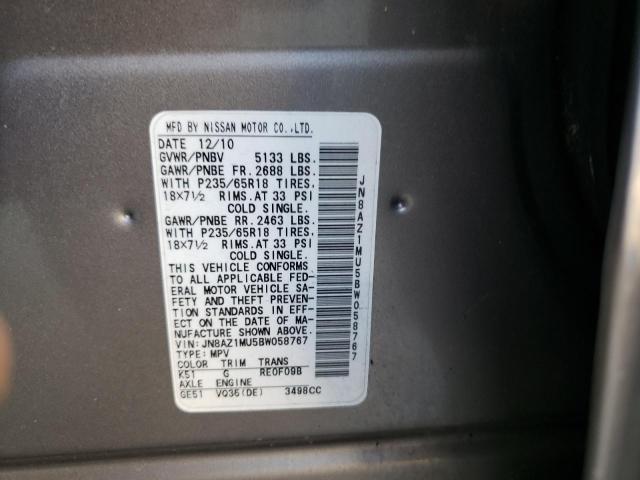 MFD BY NISSAN MOTOR CO.,LTD.
DATE 12/10
GVWR/PNBV 5133 LBS.
GAWR/PNBE FR. 2688 LBS.
WITH P235/65R18 TIRES,
18X7½ RIMS. AT 33 PSI
COLD SINGLE.
GAWR/PNBE RR. 2463 LBS.
WITH P235/65R18 TIRES,
18X7½ RIMS. AT 33 PSI
COLD SINGLE.
THIS VEHICLE CONFORMS
TO ALL APPLICABLE FED-
ERAL MOTOR VEHICLE SA-
FETY AND THEFT PREVEN-
TION STANDARDS IN EFF-
ECT ON THE DATE OF MA-
NUFACTURE SHOWN ABOVE.
VIN: JN8AZ1MU5BW058767
TYPE: MPV
COLOR TRIM TRANS
K51 G RE0F09B
AXLE ENGINE
GE51 VQ35(DE) 3498CC
JN8AZ1MU5BW058767